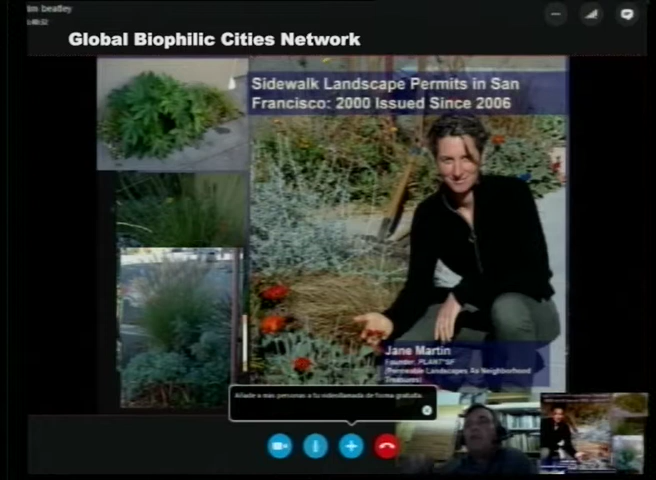 tim beatley
Global Biophilic Cities Network
Sidewalk Landscape Permits in San
Francisco: 2000 Issued Since 2006
Jane Martin
Founder, PLANT*SF
(Permeable Landscapes As Neighborhood
Treasures)
Añade a más personas a tu videollamada de forma gratuita.